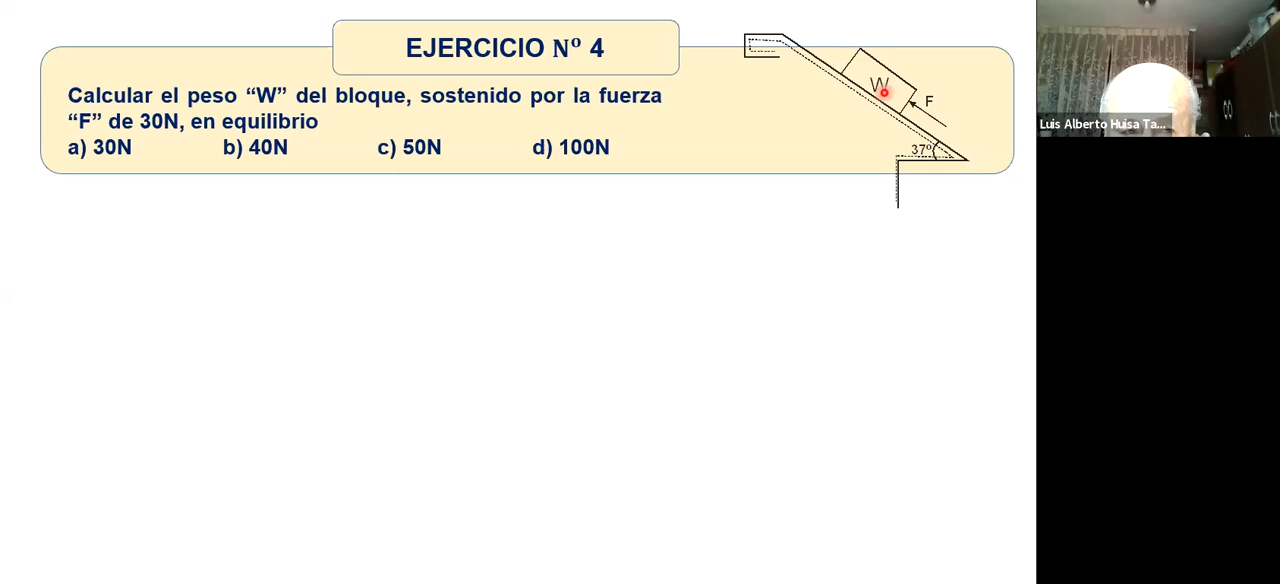 EJERCICIO Nº 4
Calcular el peso “W” del bloque, sostenido por la fuerza
“F” de 30N, en equilibrio
a) 30N b) 40N c) 50N d) 100N
W
F
37º
Luis Alberto Huisa Ta...